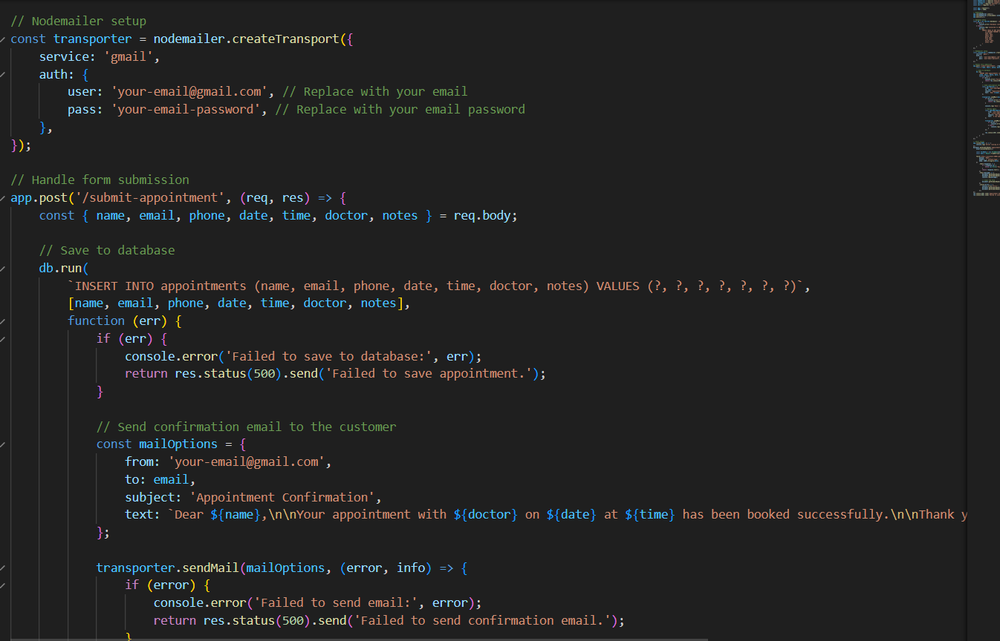 // Nodemailer setup
const transporter = nodemailer.createTransport({
    service: 'gmail',
    auth: {
        user: 'your-email@gmail.com', // Replace with your email
        pass: 'your-email-password', // Replace with your email password
    },
});
// Handle form submission
app.post('/submit-appointment', (req, res) => {
    const { name, email, phone, date, time, doctor, notes } = req.body;
    // Save to database
    db.run(
        `INSERT INTO appointments (name, email, phone, date, time, doctor, notes) VALUES (?, ?, ?, ?, ?, ?, ?)`,
        [name, email, phone, date, time, doctor, notes],
        function (err) {
            if (err) {
                console.error('Failed to save to database:', err);
                return res.status(500).send('Failed to save appointment.');
            }
            // Send confirmation email to the customer
            const mailOptions = {
                from: 'your-email@gmail.com',
                to: email,
                subject: 'Appointment Confirmation',
                text: `Dear ${name},\n\nYour appointment with ${doctor} on ${date} at ${time} has been booked successfully.\n\nThank y
            };
            transporter.sendMail(mailOptions, (error, info) => {
                if (error) {
                    console.error('Failed to send email:', error);
                    return res.status(500).send('Failed to send confirmation email.');
                }